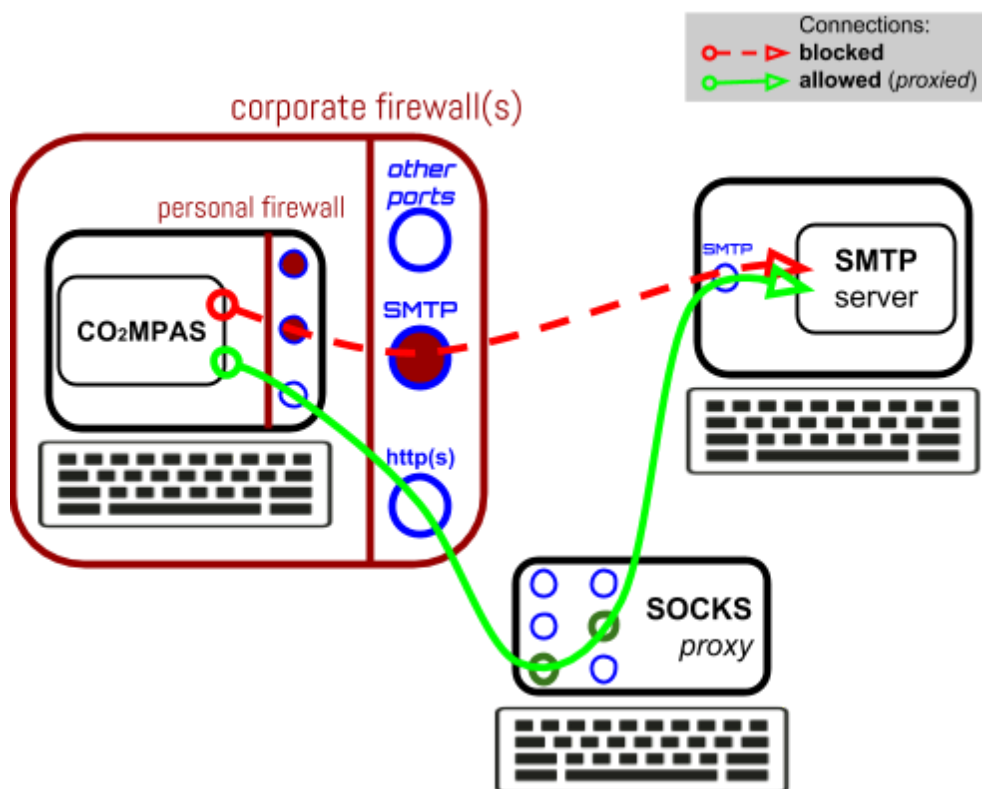 Connections:
blocked
allowed (proxied)
corporate firewall(s)
other
ports
personal firewall
SMTP
SMTP
server
CO₂MPAS
SMTP
http(s)
SOCKS
proxy